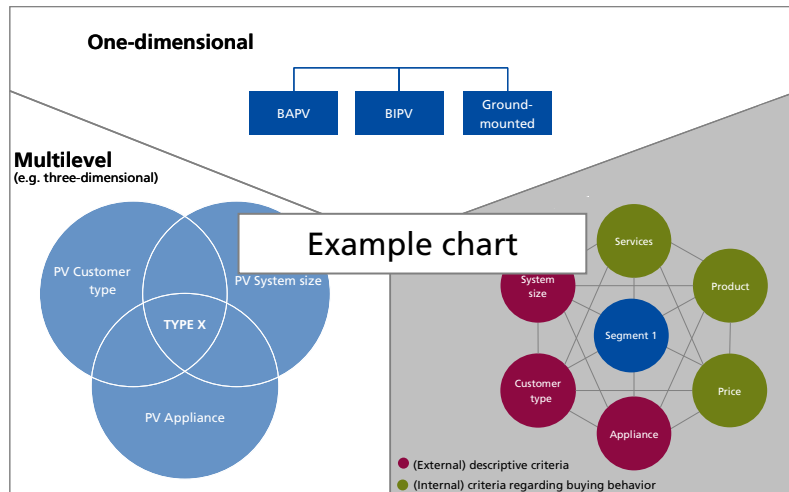 One-dimensional
BAPV
BIPV
Ground-
mounted
Multilevel
(e.g. three-dimensional)
PV Customer
type
PV System size
TYPE X
PV Appliance
Example chart
Services
System
size
Product
Segment 1
Customer
type
Price
Appliance
(External) descriptive criteria
(Internal) criteria regarding buying behavior